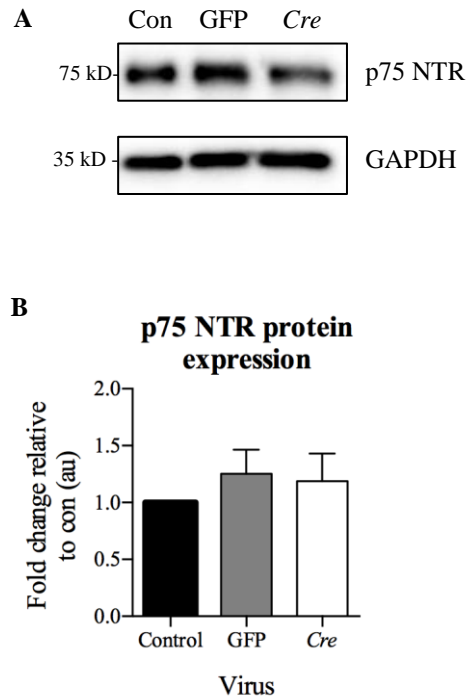 A
Con GFP Cre
75 kD- p75 NTR
35 kD - GAPDH
B
p75 NTR protein
expression
Fold change relative
to con (au)
2.0
1.5
1.0
0.5
0.0
Control GFP Cre
Virus